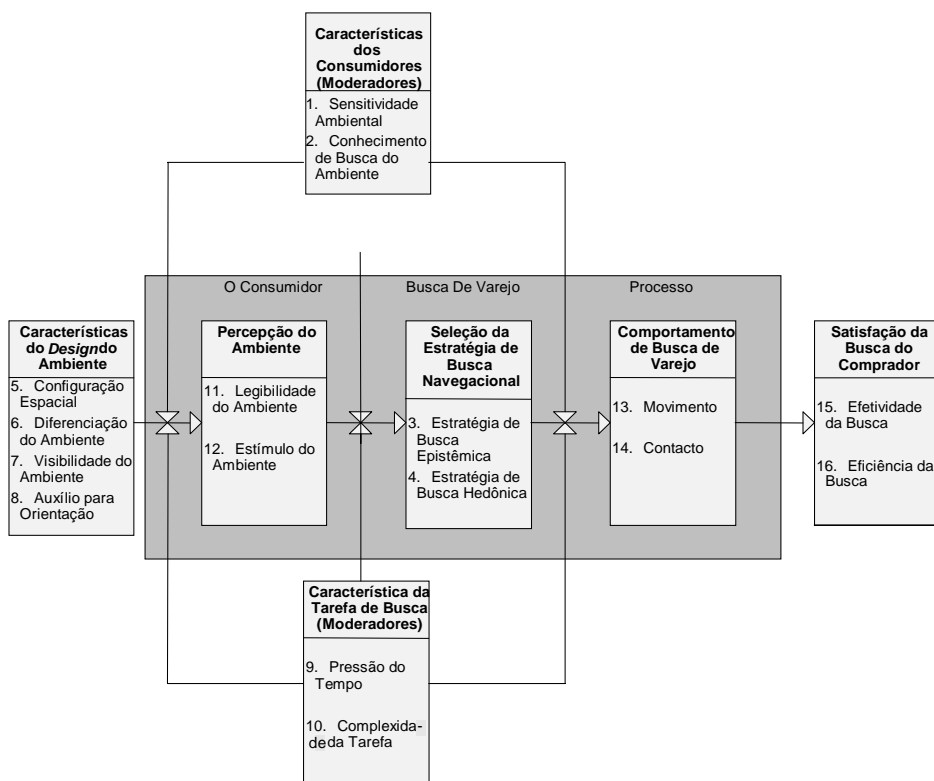 Características
dos
Consumidores
(Moderadores)
1. Sensitividade
Ambiental
2. Conhecimento
de Busca do
Ambiente
O Consumidor
Busca De Varejo
Processo
Características
do Designdo
Ambiente
5. Configuração
Espacial
6. Diferenciação
do Ambiente
7. Visibilidade do
Ambiente
8. Auxílio para
Orientação
Percepção do
Ambiente
11. Legibilidade
do Ambiente
12. Estímulo do
Ambiente
Seleção da
Estratégia de
Busca
Navegacional
3. Estratégia de
Busca
Epistêmica
4. Estratégia de
Busca Hedônica
Comportamento
de Busca de
Varejo
13. Movimento
14. Contacto
Satisfação da
Busca do
Comprador
15. Efetividade
da Busca
16. Eficiência da
Busca
Característica da
Tarefa de Busca
(Moderadores)
9. Pressão do
Tempo
10. Complexida-
deda Tarefa